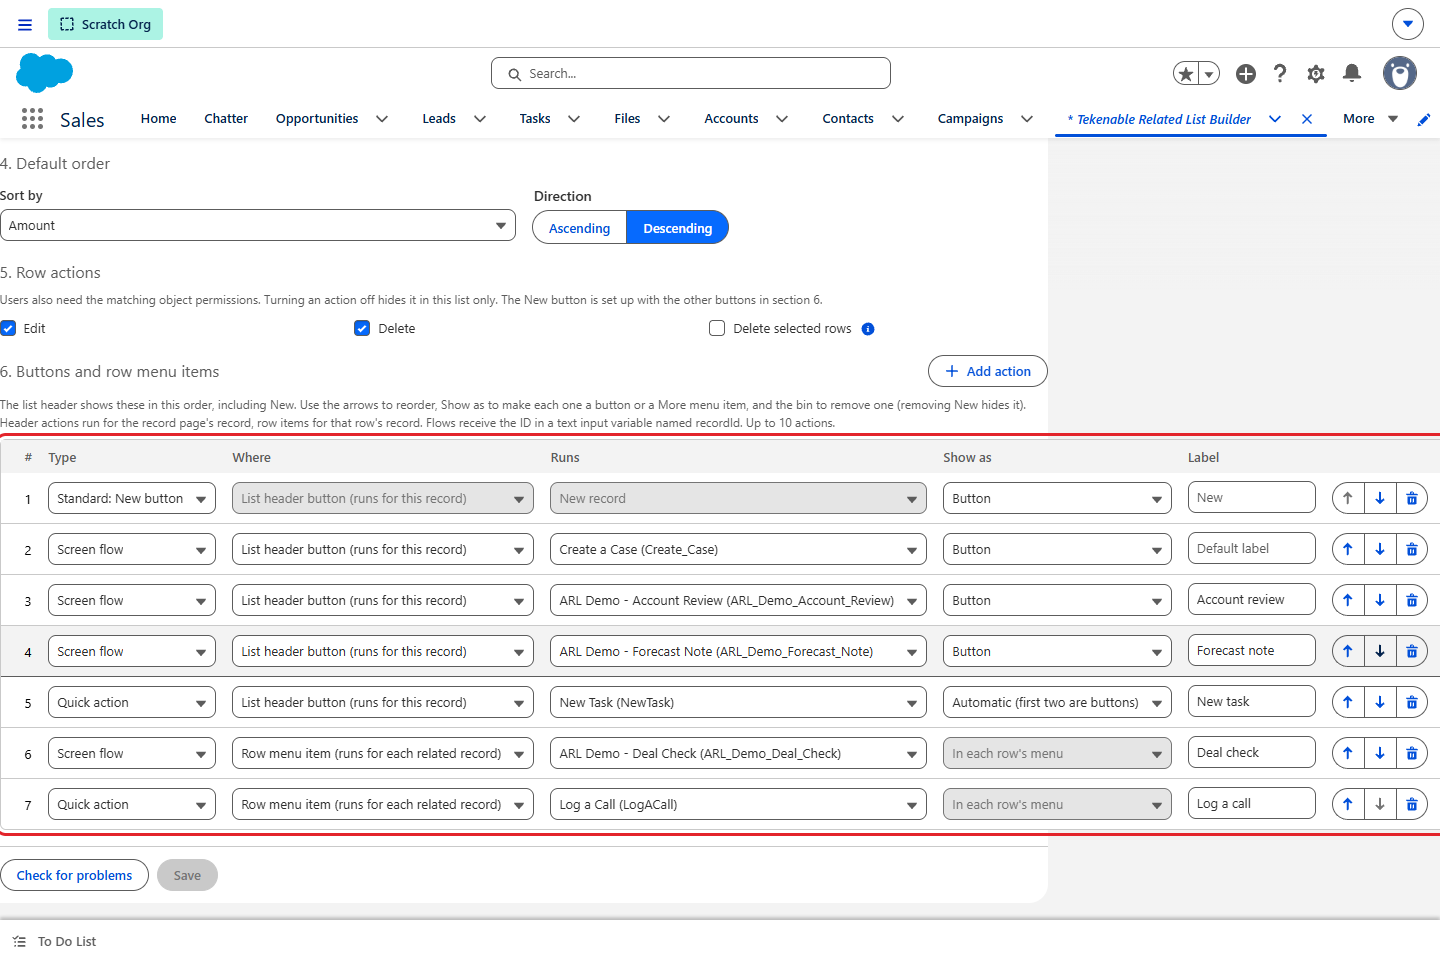 Scratch Org
Search...
Sales
Home
Chatter
Opportunities
Leads
Tasks
Files
Accounts
Contacts
Campaigns
* Tekenable Related List Builder
More
4. Default order
Sort by
Direction
Amount
Ascending
Descending
5. Row actions
Users also need the matching object permissions. Turning an action off hides it in this list only. The New button is set up with the other buttons in section 6.
Edit
Delete
Delete selected rows
6. Buttons and row menu items
Add action
The list header shows these in this order, including New. Use the arrows to reorder, Show as to make each one a button or a More menu item, and the bin to remove one (removing New hides it).
Header actions run for the record page's record, row items for that row's record. Flows receive the ID in a text input variable named recordId. Up to 10 actions.
# Type Where Runs Show as Label
1 Standard: New button List header button (runs for this record) New record Button New
2 Screen flow List header button (runs for this record) Create a Case (Create_Case) Button Default label
3 Screen flow List header button (runs for this record) ARL Demo - Account Review (ARL_Demo_Account_Review) Button Account review
4 Screen flow List header button (runs for this record) ARL Demo - Forecast Note (ARL_Demo_Forecast_Note) Button Forecast note
5 Quick action List header button (runs for this record) New Task (NewTask) Automatic (first two are buttons) New task
6 Screen flow Row menu item (runs for each related record) ARL Demo - Deal Check (ARL_Demo_Deal_Check) In each row's menu Deal check
7 Quick action Row menu item (runs for each related record) Log a Call (LogACall) In each row's menu Log a call
Check for problems
Save
To Do List